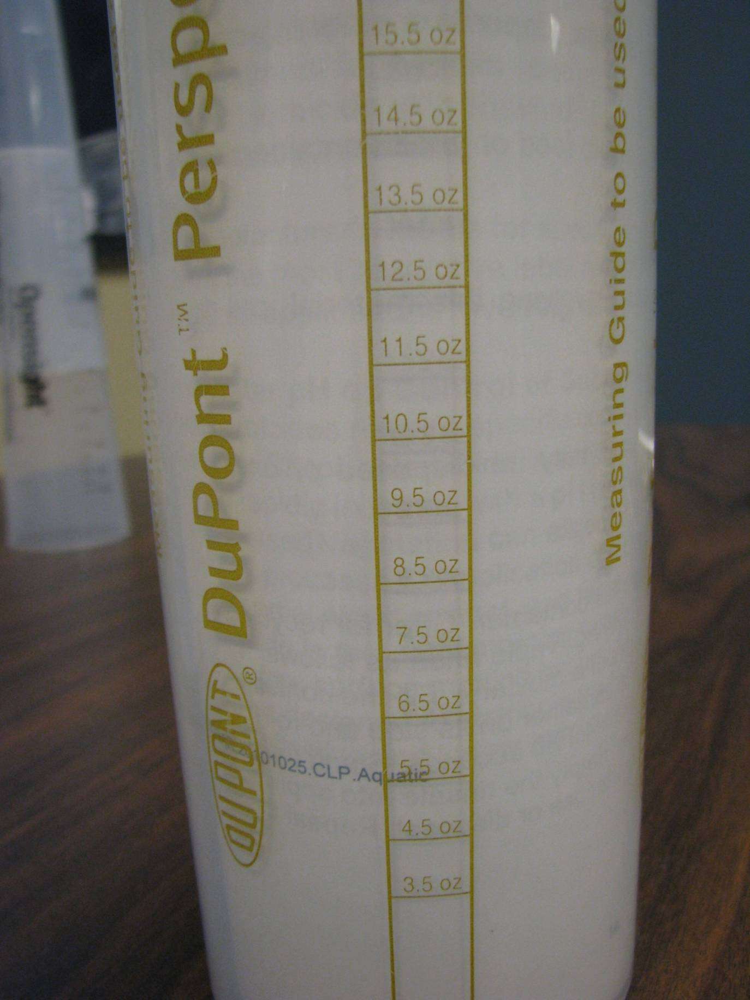 15.5 oz
14.5 oz
13.5 oz
12.5 oz
11.5 oz
10.5 oz
9.5 oz
8.5 oz
7.5 oz
6.5 oz
5.5 oz
4.5 oz
3.5 oz
DUPONT® DuPont™ Perspe
Measuring Guide to be used
01025.CLP.Aquatic